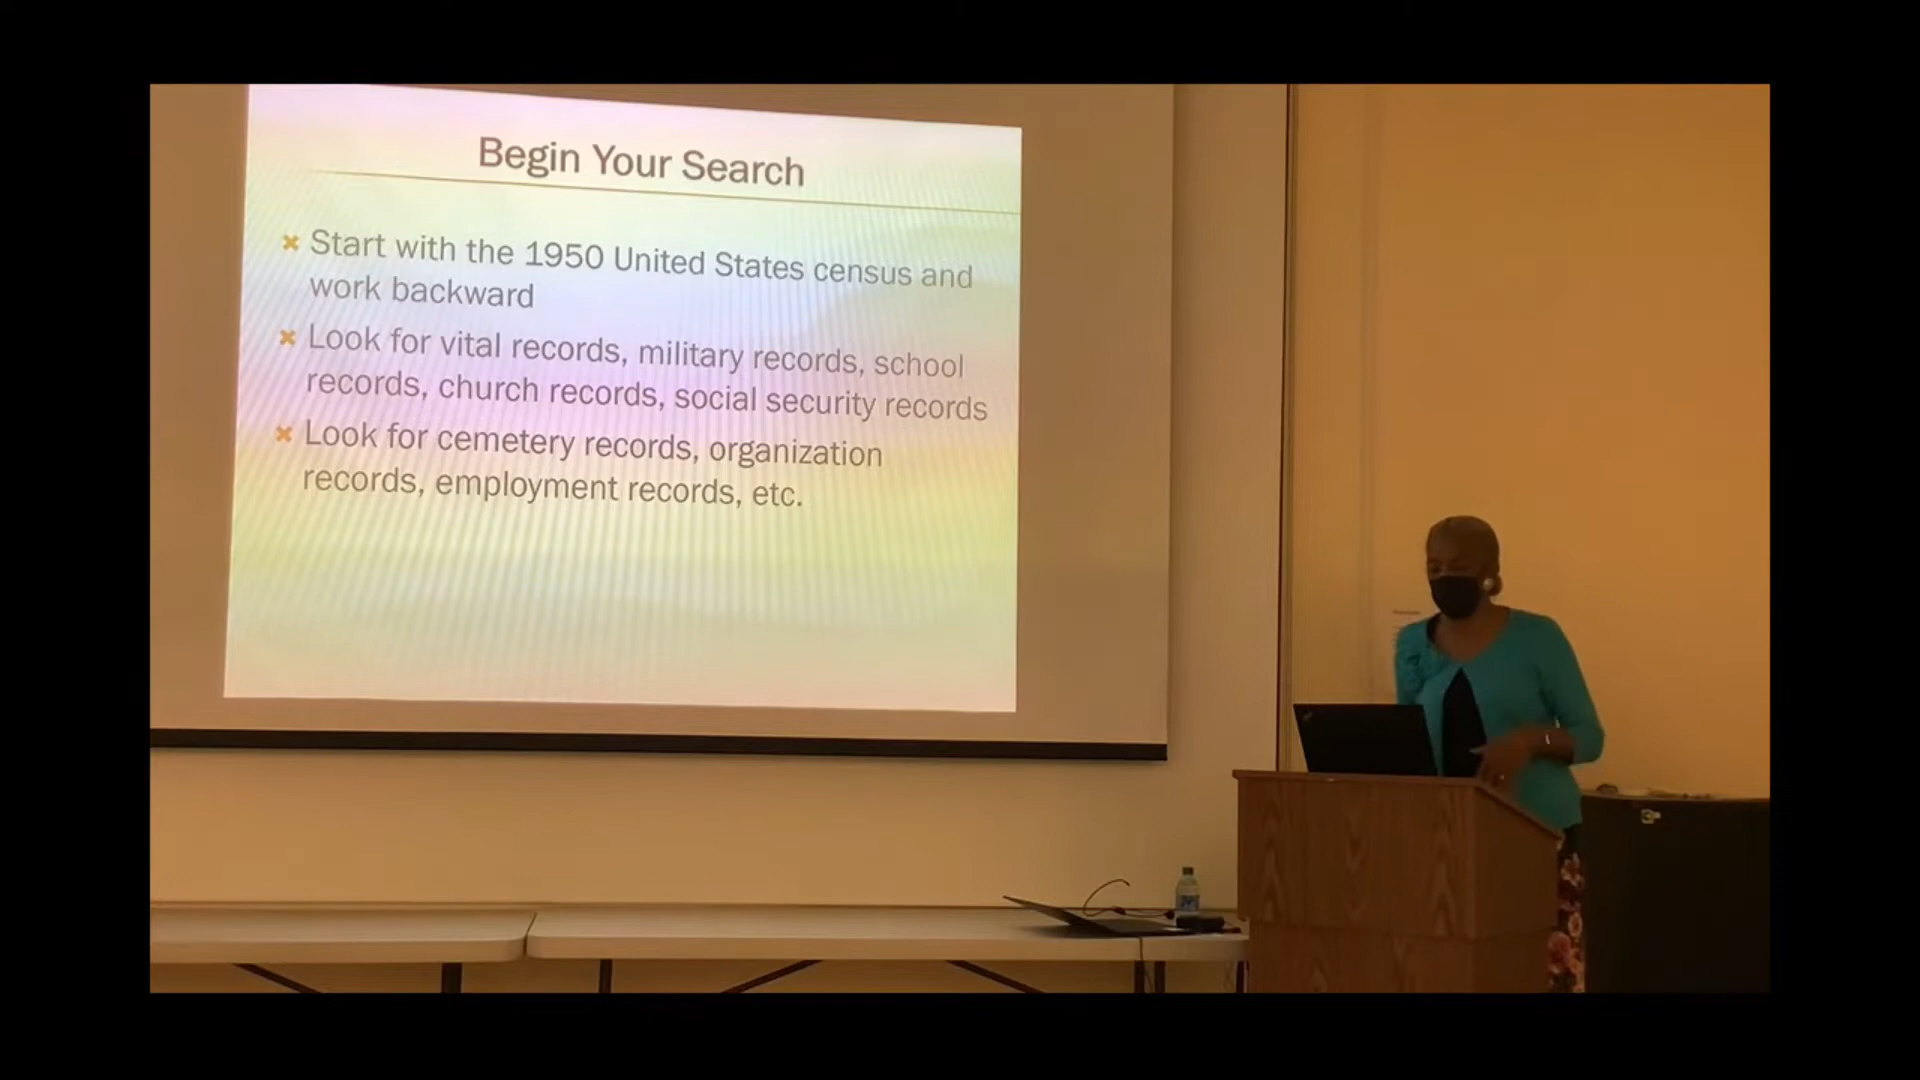 Begin Your Search
Start with the 1950 United States census and
work backward
Look for vital records, military records, school
records, church records, social security records
Look for cemetery records, organization
records, employment records, etc.